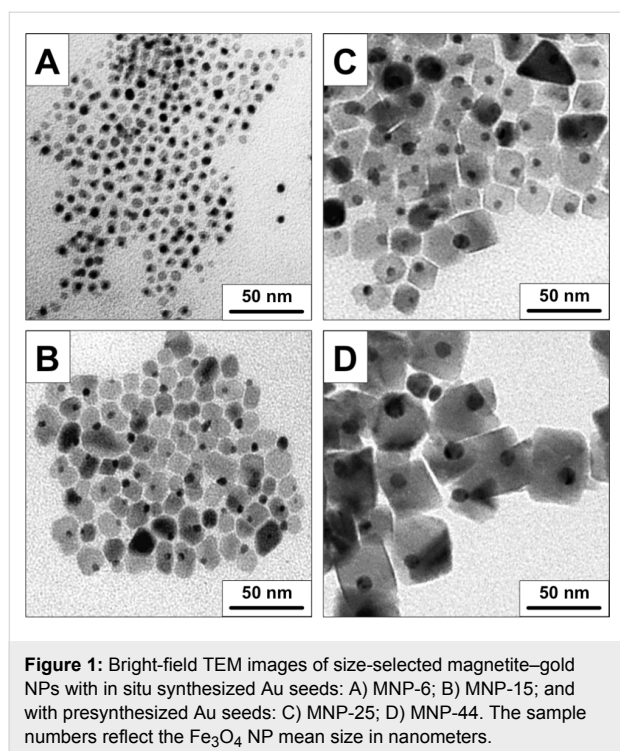 A
50 nm
C
50 nm
B
50 nm
D
50 nm
Figure 1: Bright-field TEM images of size-selected magnetite–gold
NPs with in situ synthesized Au seeds: A) MNP-6; B) MNP-15; and
with presynthesized Au seeds: C) MNP-25; D) MNP-44. The sample
numbers reflect the Fe₃O₄ NP mean size in nanometers.